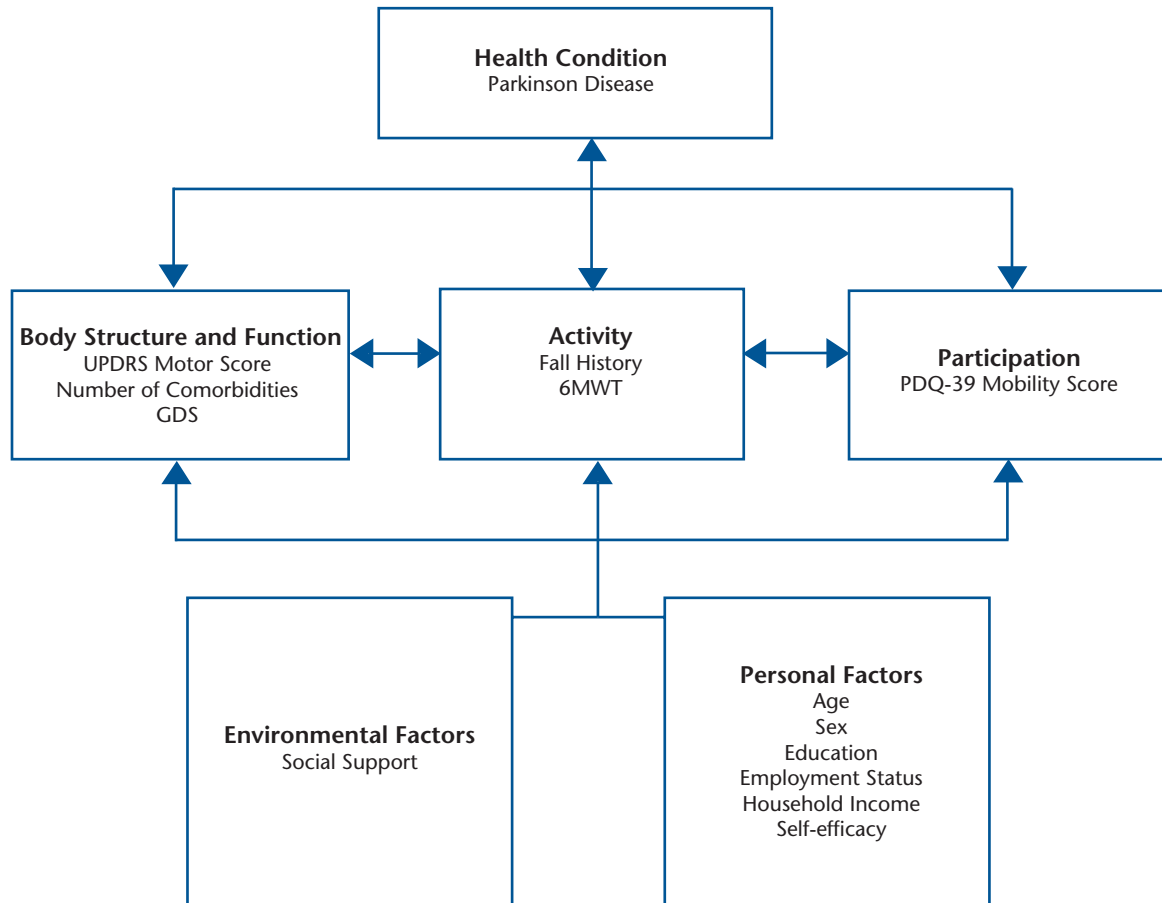 Health Condition
Parkinson Disease
Body Structure and Function
UPDRS Motor Score
Number of Comorbidities
GDS
Activity
Fall History
6MWT
Participation
PDQ-39 Mobility Score
Environmental Factors
Social Support
Personal Factors
Age
Sex
Education
Employment Status
Household Income
Self-efficacy